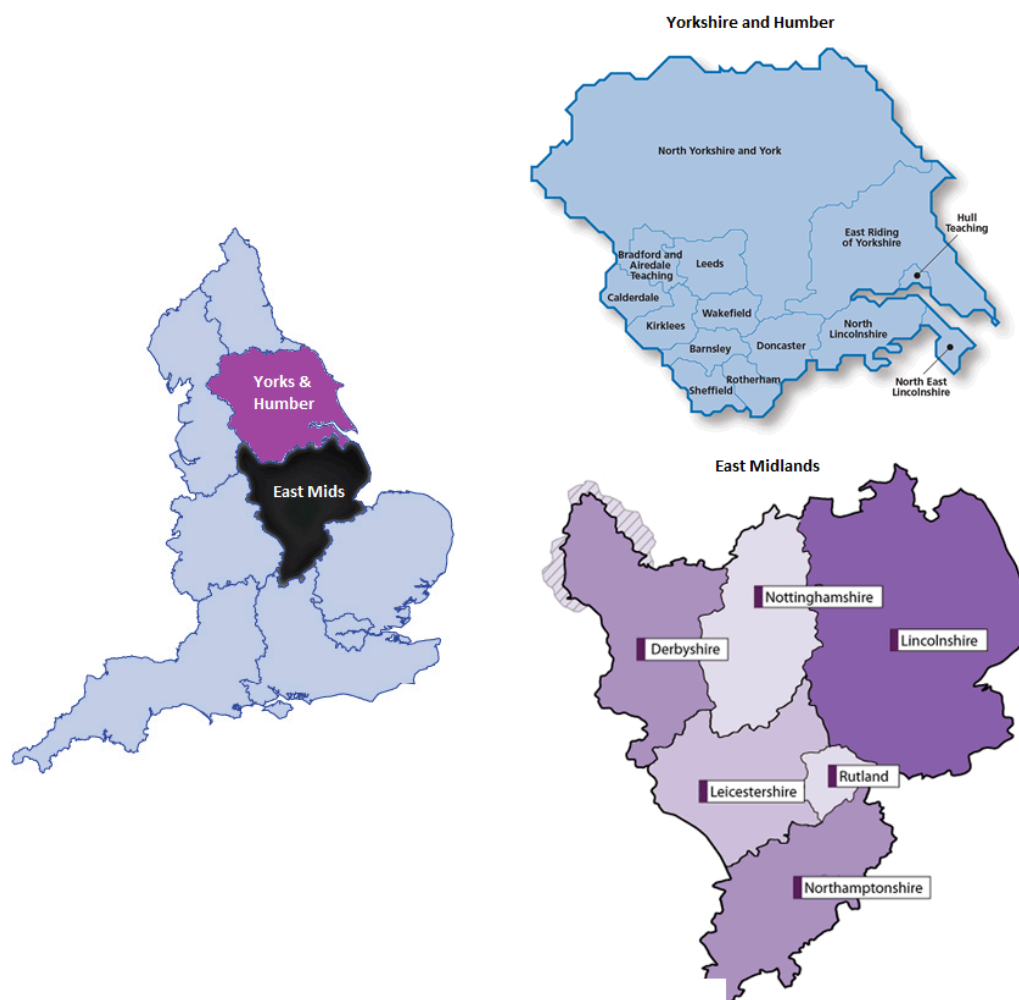 Yorkshire and Humber
North Yorkshire and York
East Riding
of Yorkshire
Hull
Teaching
Bradford and
Airedale
Teaching
Leeds
Calderdale
Wakefield
Kirklees
North
Lincolnshire
Barnsley
Doncaster
Rotherham
Sheffield
North East
Lincolnshire
Yorks &
Humber
East Mids
East Midlands
Nottinghamshire
Derbyshire
Lincolnshire
Rutland
Leicestershire
Northamptonshire